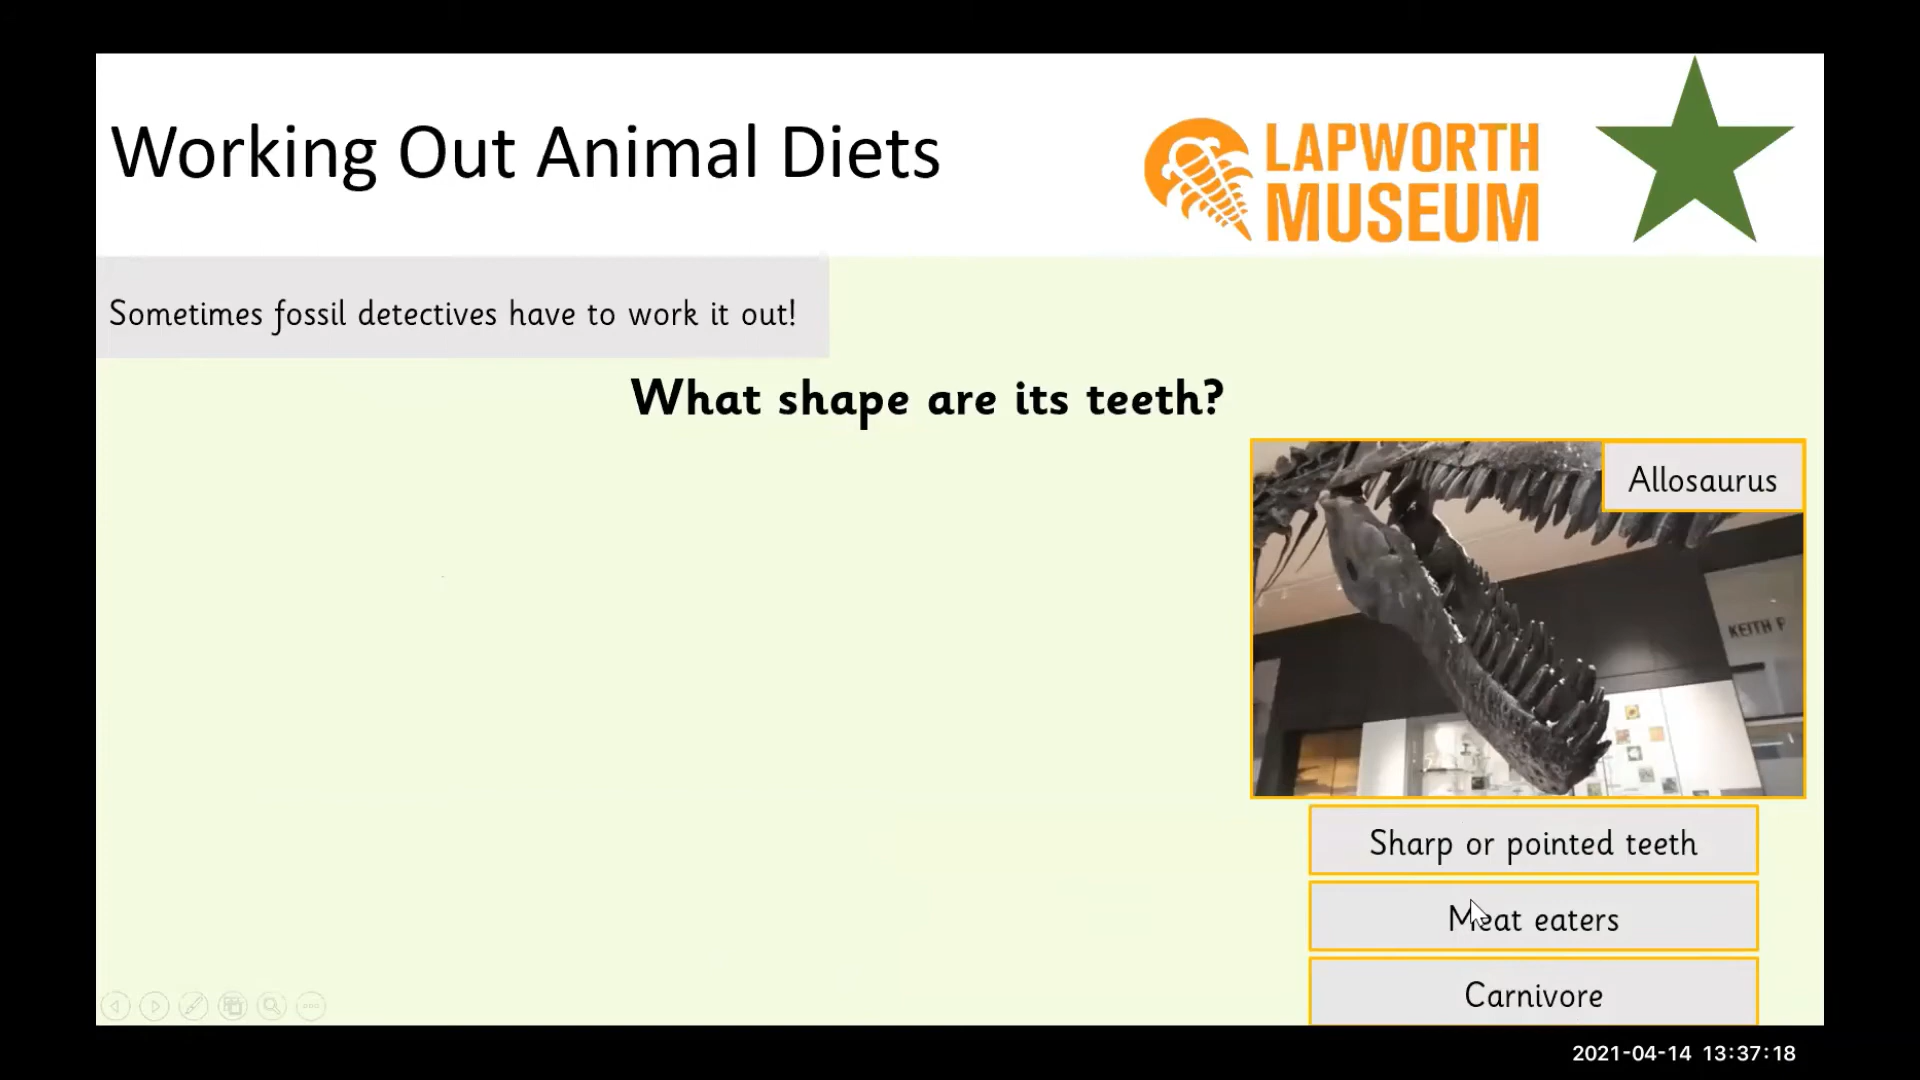 Working Out Animal Diets
LAPWORTH
MUSEUM
Sometimes fossil detectives have to work it out!
What shape are its teeth?
Allosaurus
KEITH P
Sharp or pointed teeth
Meat eaters
Carnivore
2021-04-14 13:37:18